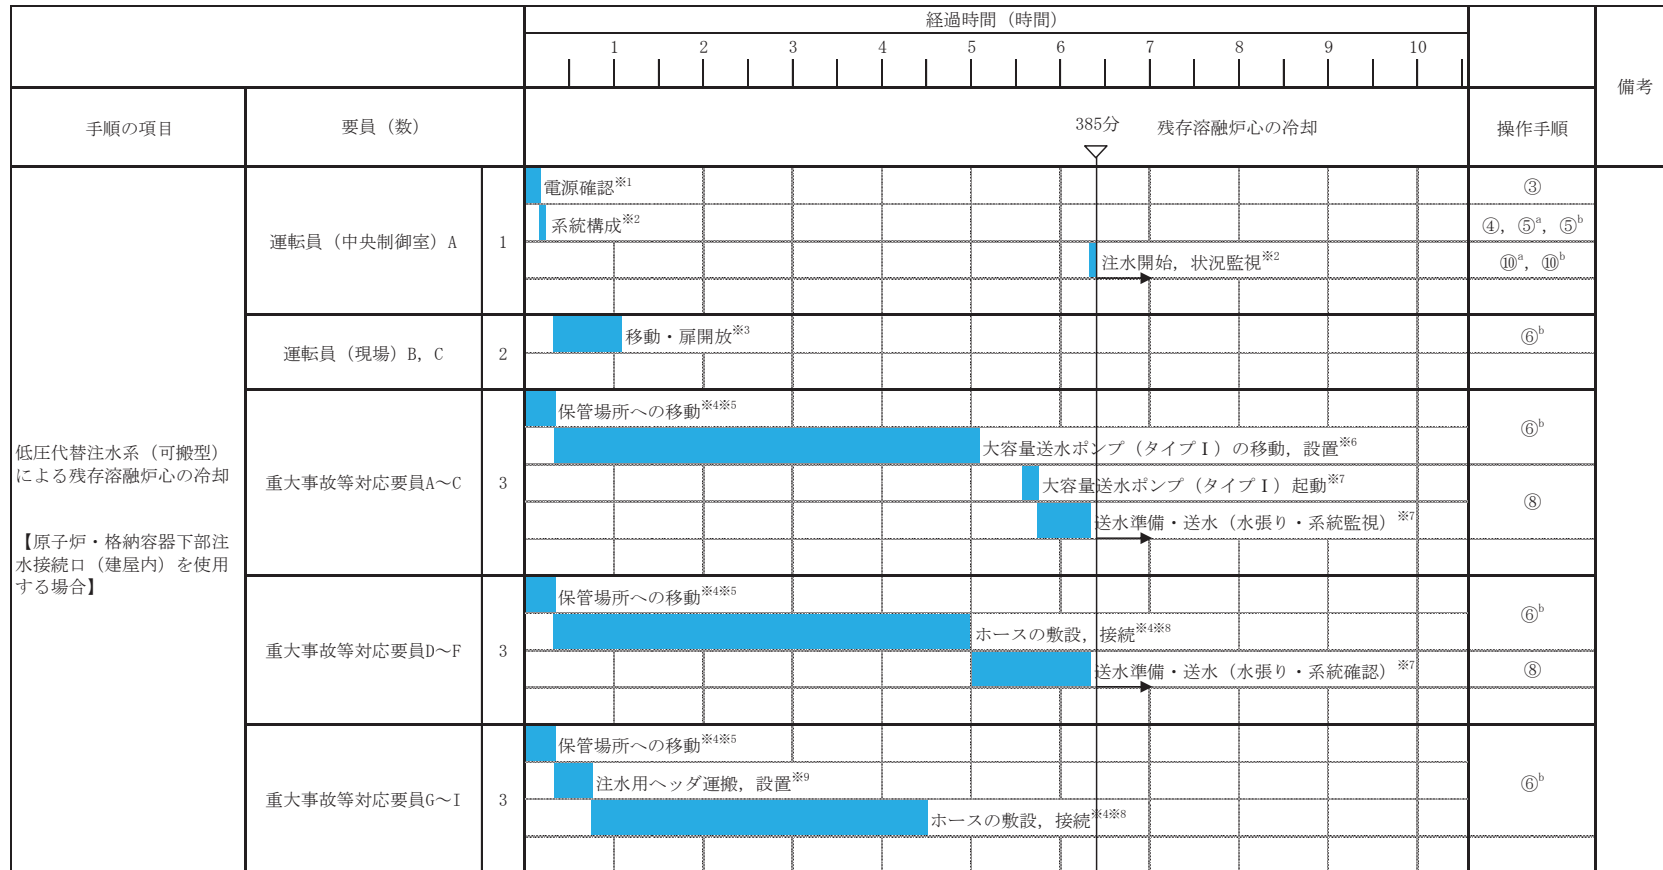 経過時間（時間）
1 2 3 4 5 6 7 8 9 10
備考
手順の項目 要員（数） 385分 残存溶融炉心の冷却 操作手順
低圧代替注水系（可搬型）
による残存溶融炉心の冷却
【原子炉・格納容器下部注
水接続口（建屋内）を使用
する場合】
運転員（中央制御室）A 1
電源確認※1 ③
系統構成※2 ④，⑤a，⑤b
注水開始，状況監視※2 ⑩a，⑩b
運転員（現場）B，C 2
移動・扉開放※3 ⑥b
重大事故等対応要員A～C 3
保管場所への移動※4※5
大容量送水ポンプ（タイプⅠ）の移動，設置※6
⑥b
大容量送水ポンプ（タイプⅠ）起動※7
送水準備・送水（水張り・系統監視）※7
⑧
重大事故等対応要員D～F 3
保管場所への移動※4※5
ホースの敷設，接続※4※8
⑥b
送水準備・送水（水張り・系統確認）※7 ⑧
重大事故等対応要員G～I 3
保管場所への移動※4※5
注水用ヘッダ運搬，設置※9
ホースの敷設，接続※4※8
⑥b